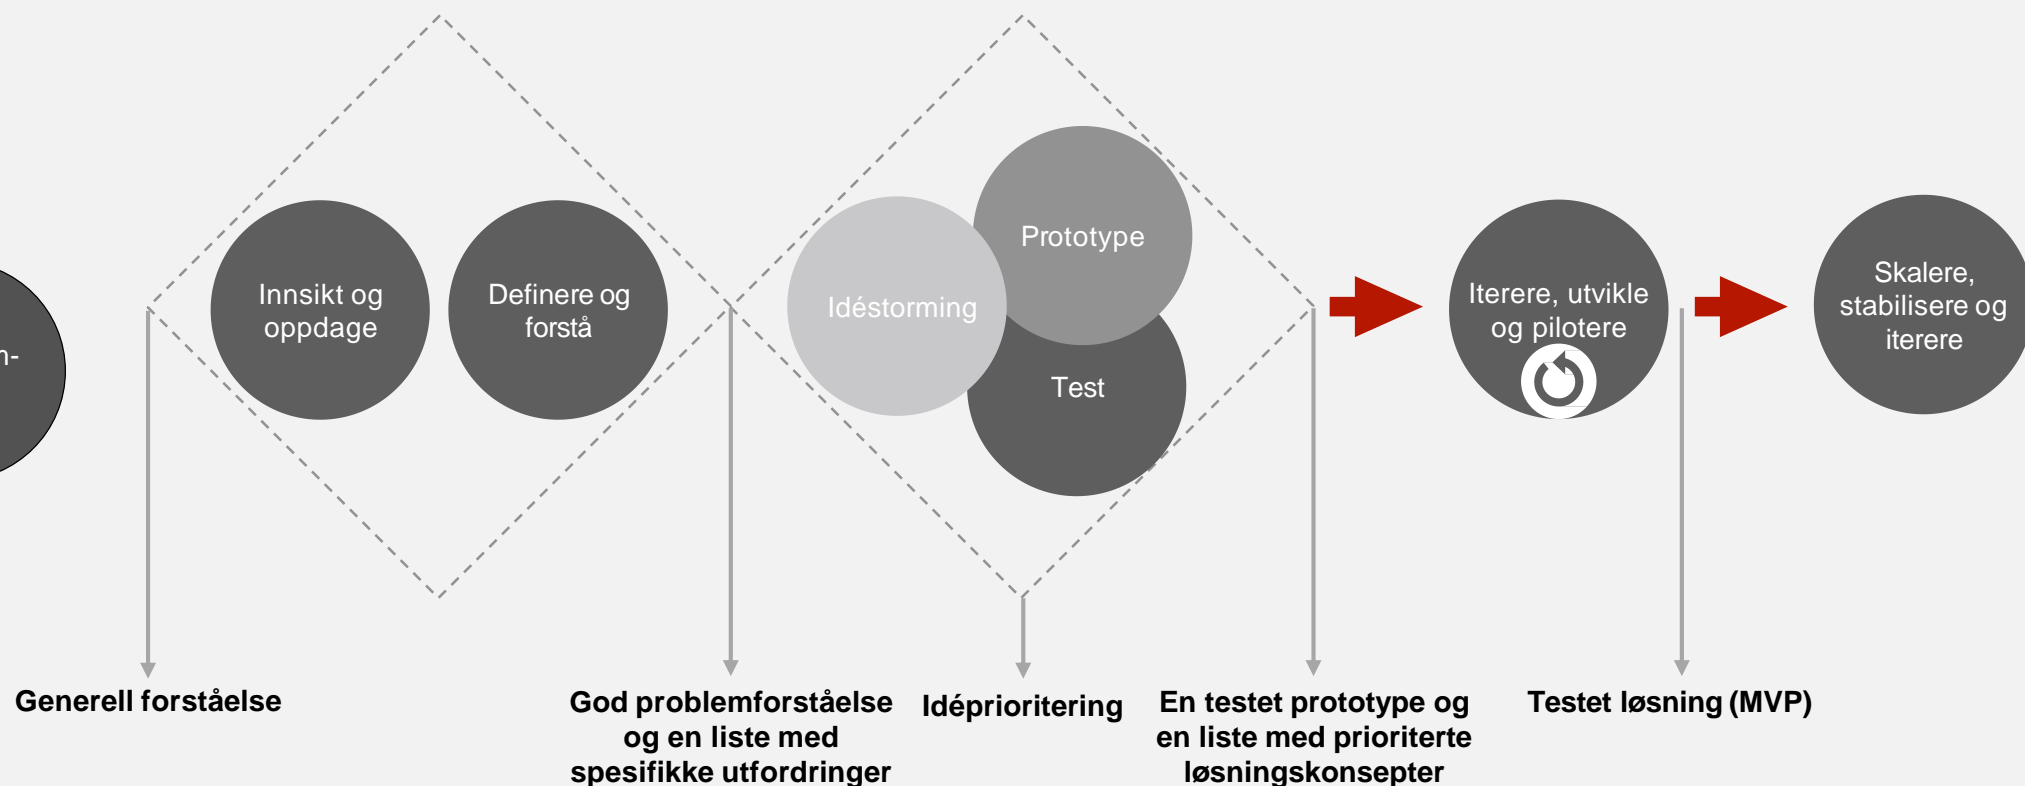 Innsikt og
oppdage
Definere og
forstå
Idéstorming
Prototype
Test
Iterere, utvikle
og pilotere
Skalere,
stabilisere og
iterere
Generell forståelse
God problemforståelse
og en liste med
spesifikke utfordringer
Idéprioritering
En testet prototype og
en liste med prioriterte
løsningskonsepter
Testet løsning (MVP)